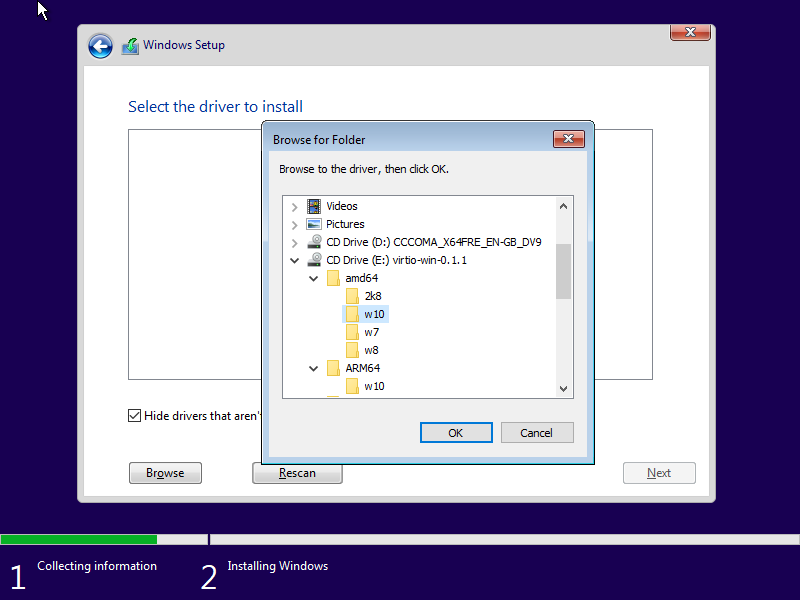 Windows Setup
Select the driver to install
Browse for Folder
Browse to the driver, then click OK.
Videos
Pictures
CD Drive (D:) CCCOMA_X64FRE_EN-GB_DV9
CD Drive (E:) virtio-win-0.1.1
amd64
2k8
w10
w7
w8
ARM64
w10
OK
Cancel
Hide drivers that aren'
Browse
Rescan
Next
1 Collecting information
2 Installing Windows